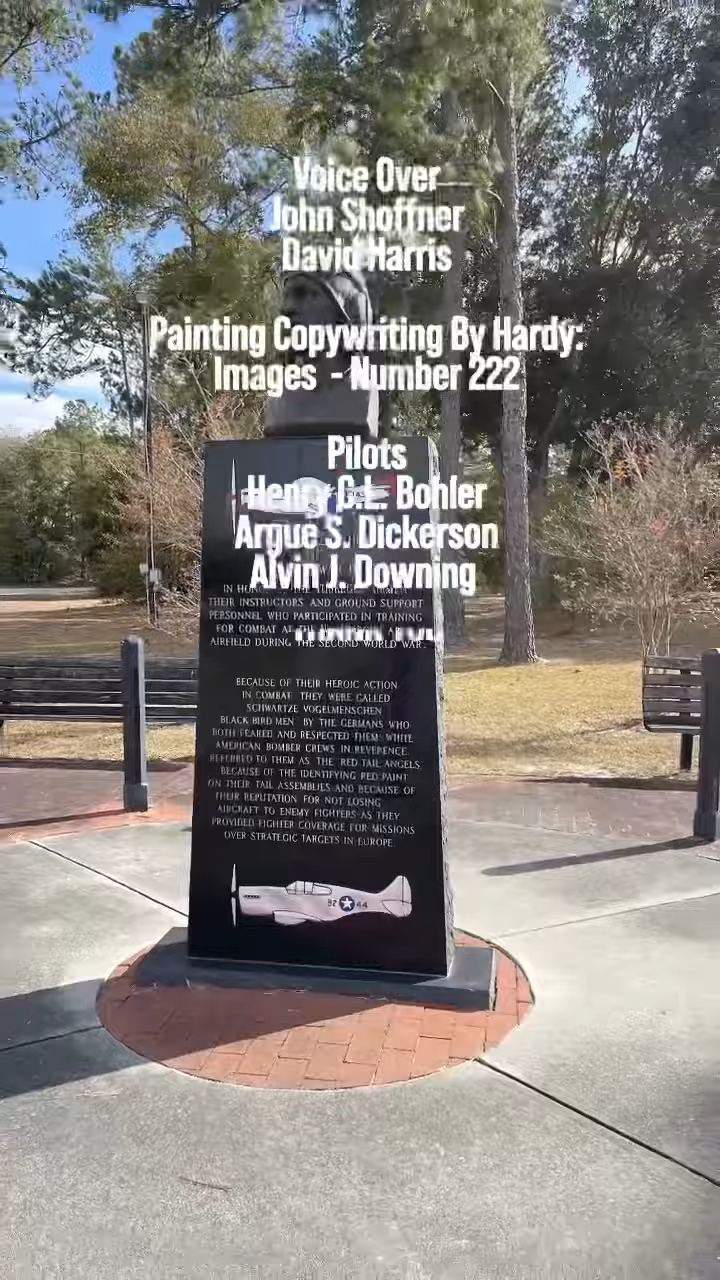 Voice Over
John Shoffner
David Harris
Painting Copywriting By Hardy:
Images - Number 222
Pilots
Henry C.L. Bohler
Argue S. Dickerson
Alvin J. Downing
IN
THEIR INSTRUCTORS AND GROUND SUPPORT
PERSONNEL WHO PARTICIPATED IN TRAINING
FOR COMBAT AT
AIRFIELD DURING THE SECOND WORLD WAR.
BECAUSE OF THEIR HEROIC ACTION
IN COMBAT THEY WERE CALLED
SCHWARTZE VOGELMENSCHEN
BLACK BIRD MEN BY THE GERMANS WHO
BOTH FEARED AND RESPECTED THEM. WHITE
AMERICAN BOMBER CREWS IN REVERENCE
REFERRED TO THEM AS THE RED TAIL ANGELS
BECAUSE OF THE IDENTIFYING RED PAINT
ON THEIR TAIL ASSEMBLIES AND BECAUSE OF
THEIR REPUTATION FOR NOT LOSING
AIRCRAFT TO ENEMY FIGHTERS AS THEY
PROVIDED FIGHTER COVERAGE FOR MISSIONS
OVER STRATEGIC TARGETS IN EUROPE.
92 44